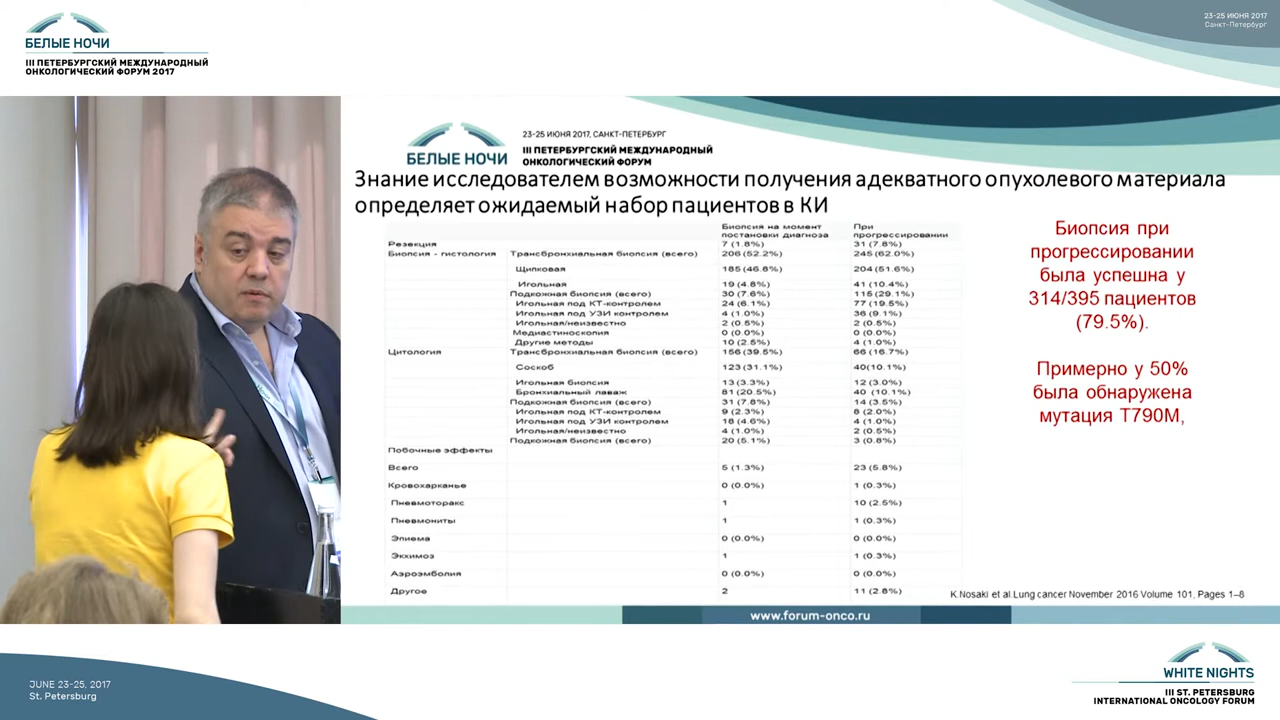 БЕЛЫЕ НОЧИ
III ПЕТЕРБУРГСКИЙ МЕЖДУНАРОДНЫЙ
ОНКОЛОГИЧЕСКИЙ ФОРУМ 2017
23-25 ИЮНЯ 2017
Санкт-Петербург
БЕЛЫЕ НОЧИ
23-25 ИЮНЯ 2017, САНКТ-ПЕТЕРБУРГ
III ПЕТЕРБУРГСКИЙ МЕЖДУНАРОДНЫЙ
ОНКОЛОГИЧЕСКИЙ ФОРУМ
Знание исследователем возможности получения адекватного опухолевого материала
определяет ожидаемый набор пациентов в КИ
Биопсия на момент При
постановки диагноза прогрессировании
Резекция 7 (1.8%) 31 (7.8%)
Биопсия - гистология Трансбронхиальная биопсия (всего) 206 (52.2%) 245 (62.0%)
Щипковая 185 (46.8%) 204 (51.6%)
Игольная 19 (4.8%) 41 (10.4%)
Подкожная биопсия (всего) 30 (7.6%) 115 (29.1%)
Игольная под КТ-контролем 24 (6.1%) 77 (19.5%)
Игольная под УЗИ контролем 4 (1.0%) 36 (9.1%)
Игольная/неизвестно 2 (0.5%) 2 (0.5%)
Медиастиноскопия 0 (0.0%) 0 (0.0%)
Другие методы 10 (2.5%) 4 (1.0%)
Цитология Трансбронхиальная биопсия (всего) 156 (39.5%) 66 (16.7%)
Соскоб 123 (31.1%) 40(10.1%)
Игольная биопсия 13 (3.3%) 12 (3.0%)
Бронхиальный лаваж 81 (20.5%) 40 (10.1%)
Подкожная биопсия (всего) 31 (7.8%) 14 (3.5%)
Игольная под КТ-контролем 9 (2.3%) 8 (2.0%)
Игольная под УЗИ контролем 18 (4.6%) 4 (1.0%)
Игольная/неизвестно 4 (1.0%) 2 (0.5%)
Подкожная биопсия (всего) 20 (5.1%) 3 (0.8%)
Побочные эффекты
Всего 5 (1.3%) 23 (5.8%)
Кровохарканье 0 (0.0%) 1 (0.3%)
Пневмоторакс 1 10 (2.5%)
Пневмониты 1 1 (0.3%)
Эпиема 0 (0.0%) 0 (0.0%)
Экхимоз 1 1 (0.3%)
Аэроэмболия 0 (0.0%) 0 (0.0%)
Другое 2 11 (2.8%)
Биопсия при
прогрессировании
была успешна у
314/395 пациентов
(79.5%).
Примерно у 50%
была обнаружена
мутация T790M,
K.Nosaki et al.Lung cancer November 2016 Volume 101, Pages 1–8
www.forum-onco.ru
JUNE 23-25, 2017
St. Petersburg
WHITE NIGHTS
III ST. PETERSBURG
INTERNATIONAL ONCOLOGY FORUM